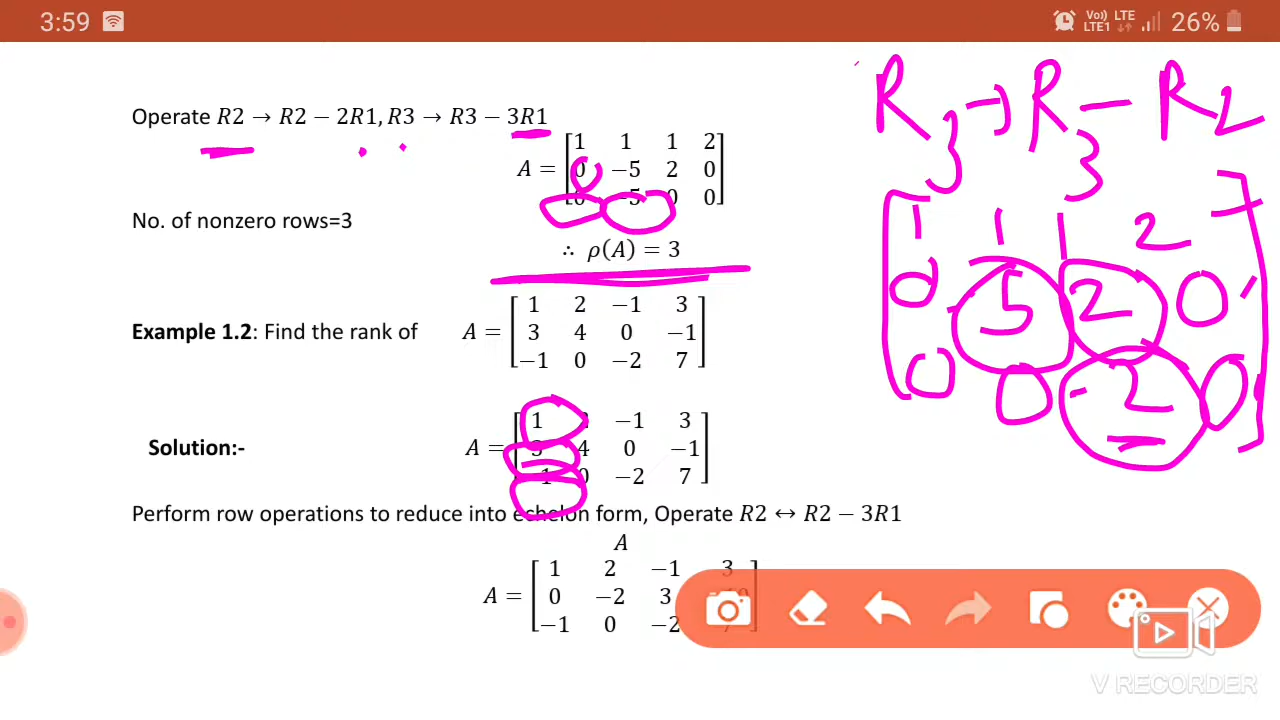 3:59 Vo) LTE LTE1 26%
Operate R2 → R2 − 2R1, R3 → R3 − 3R1
A = [1 1 1 2
0 −5 2 0
0 −5 0 0]
No. of nonzero rows=3
∴ ρ(A) = 3
Example 1.2: Find the rank of A = [1 2 −1 3
3 4 0 −1
−1 0 −2 7]
Solution:- A = [1 2 −1 3
3 4 0 −1
−1 0 −2 7]
Perform row operations to reduce into echelon form, Operate R2 ↔ R2 − 3R1
A
A = [1 2 −1 3
0 −2 3
−1 0 −2
R3 → R3 − R2
[1 1 1 2
0 5 2 0
0 0 -2 0]
V RECORDER